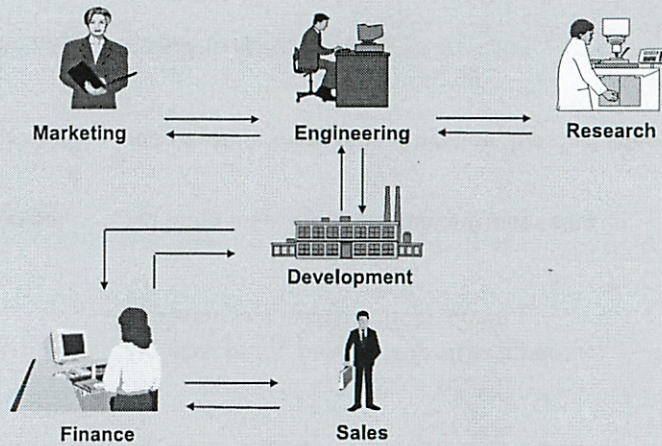 Marketing
Engineering
Research
Development
Finance
Sales